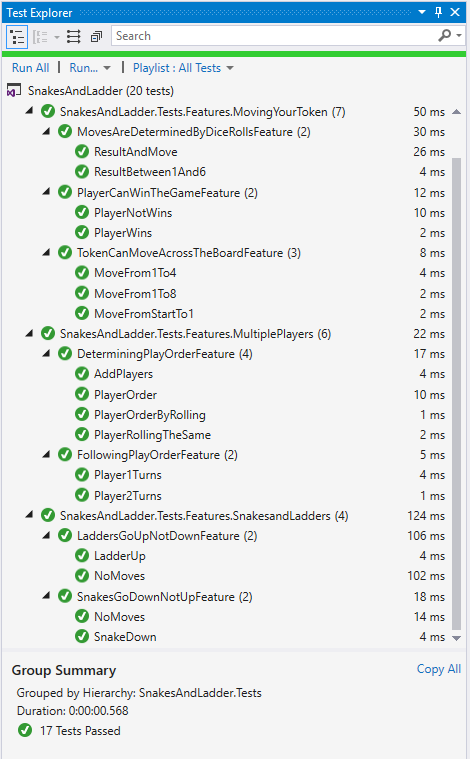 Test Explorer
Search
Run All | Run... | Playlist : All Tests
SnakesAndLadder (20 tests)
SnakesAndLadder.Tests.Features.MovingYourToken (7) 50 ms
MovesAreDeterminedByDiceRollsFeature (2) 30 ms
ResultAndMove 26 ms
ResultBetween1And6 4 ms
PlayerCanWinTheGameFeature (2) 12 ms
PlayerNotWins 10 ms
PlayerWins 2 ms
TokenCanMoveAcrossTheBoardFeature (3) 8 ms
MoveFrom1To4 4 ms
MoveFrom1To8 2 ms
MoveFromStartTo1 2 ms
SnakesAndLadder.Tests.Features.MultiplePlayers (6) 22 ms
DeterminingPlayOrderFeature (4) 17 ms
AddPlayers 4 ms
PlayerOrder 10 ms
PlayerOrderByRolling 1 ms
PlayerRollingTheSame 2 ms
FollowingPlayOrderFeature (2) 5 ms
Player1Turns 4 ms
Player2Turns 1 ms
SnakesAndLadder.Tests.Features.SnakesandLadders (4) 124 ms
LaddersGoUpNotDownFeature (2) 106 ms
LadderUp 4 ms
NoMoves 102 ms
SnakesGoDownNotUpFeature (2) 18 ms
NoMoves 14 ms
SnakeDown 4 ms
Group Summary Copy All
Grouped by Hierarchy: SnakesAndLadder.Tests
Duration: 0:00:00.568
17 Tests Passed